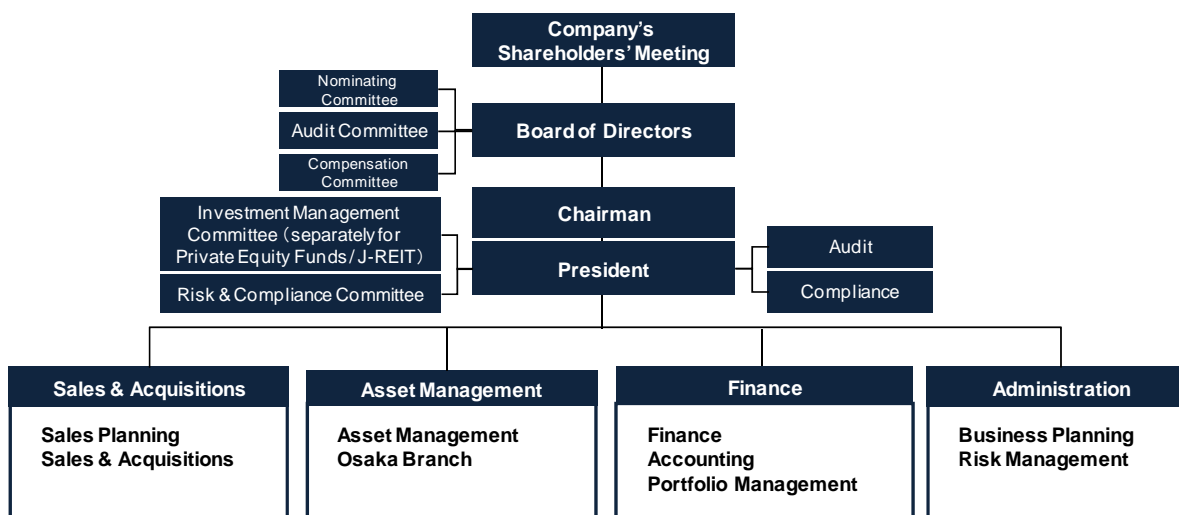 Company's
Shareholders' Meeting
Nominating
Committee
Audit Committee
Compensation
Committee
Board of Directors
Chairman
Investment Management
Committee (separately for
Private Equity Funds / J-REIT)
Risk & Compliance Committee
President
Audit
Compliance
Sales & Acquisitions
Sales Planning
Sales & Acquisitions
Asset Management
Asset Management
Osaka Branch
Finance
Finance
Accounting
Portfolio Management
Administration
Business Planning
Risk Management